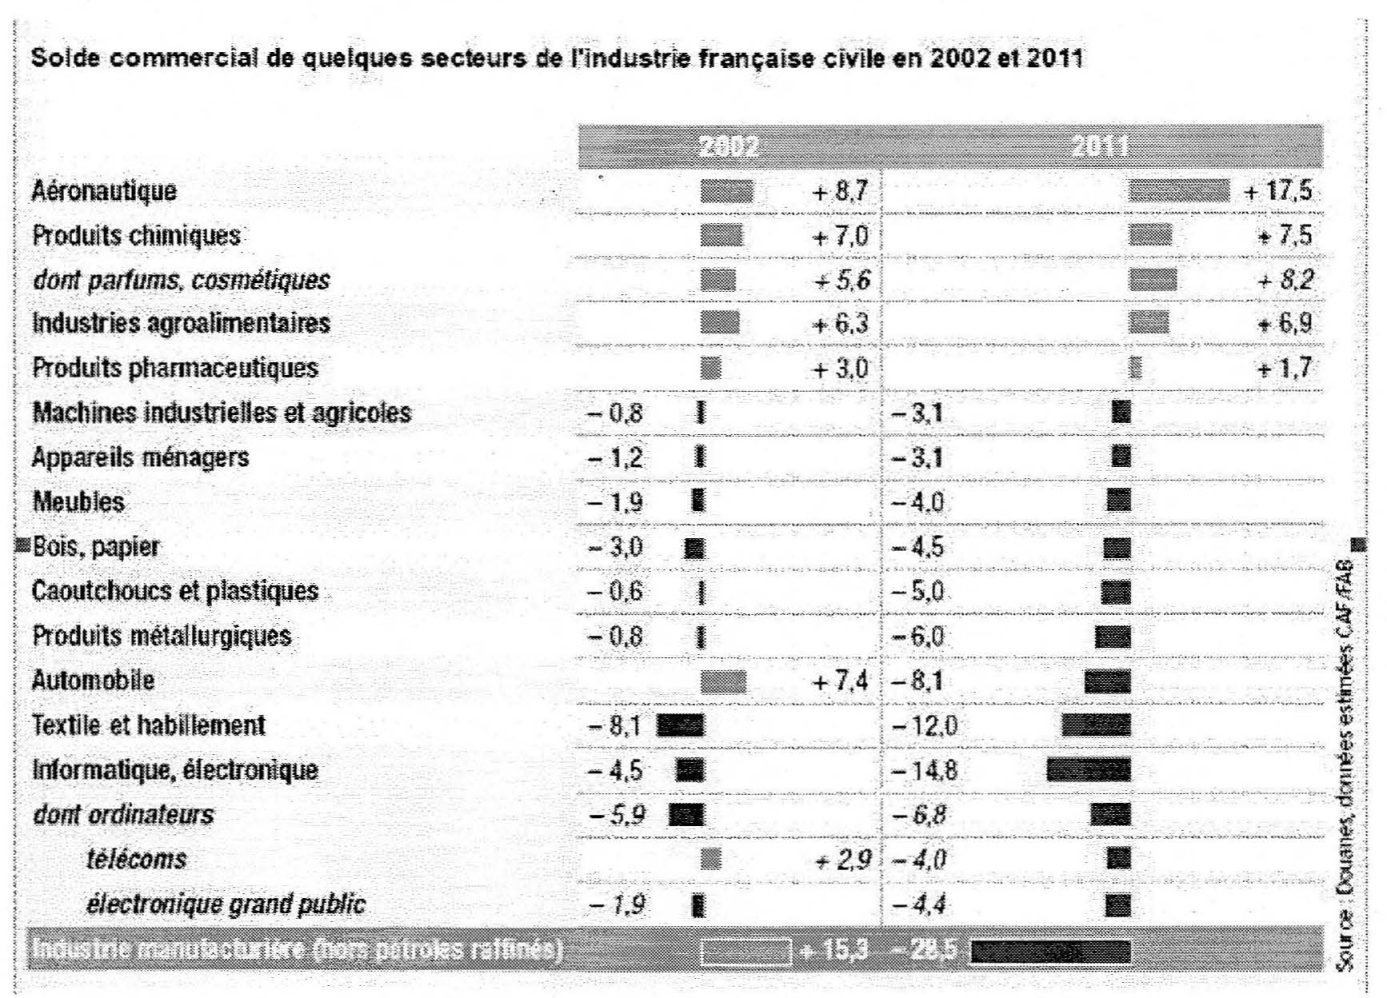 Solde commercial de quelques secteurs de l'industrie française civile en 2002 et 2011
2002 2011
Aéronautique + 8,7 + 17,5
Produits chimiques + 7,0 + 7,5
dont parfums, cosmétiques + 5,6 + 8,2
Industries agroalimentaires + 6,3 + 6,9
Produits pharmaceutiques + 3,0 + 1,7
Machines industrielles et agricoles – 0,8 – 3,1
Appareils ménagers – 1,2 – 3,1
Meubles – 1,9 – 4,0
Bois, papier – 3,0 – 4,5
Caoutchoucs et plastiques – 0,6 – 5,0
Produits métallurgiques – 0,8 – 6,0
Automobile + 7,4 – 8,1
Textile et habillement – 8,1 – 12,0
Informatique, électronique – 4,5 – 14,8
dont ordinateurs – 5,9 – 6,8
télécoms + 2,9 – 4,0
électronique grand public – 1,9 – 4,4
Industrie manufacturière (hors pétroles raffinés) + 15,3 – 28,5
Source : Douanes, données estimées CAF/FAB